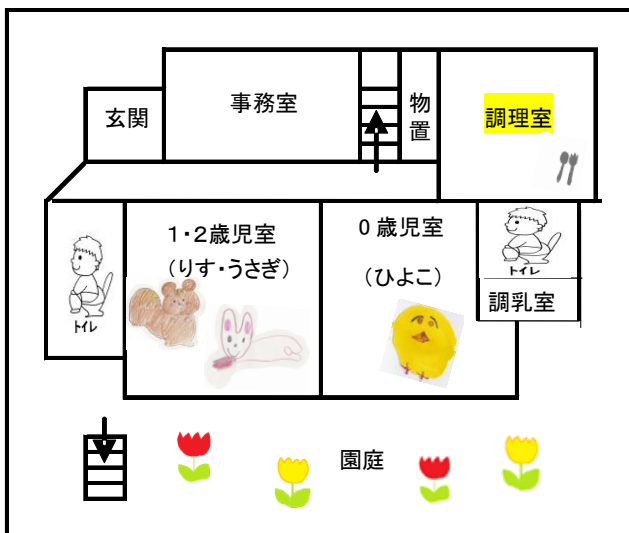 玄関
事務室
物置
調理室
トイレ
1・2歳児室
(りす・うさぎ)
0歳児室
(ひよこ)
トイレ
調乳室
園庭